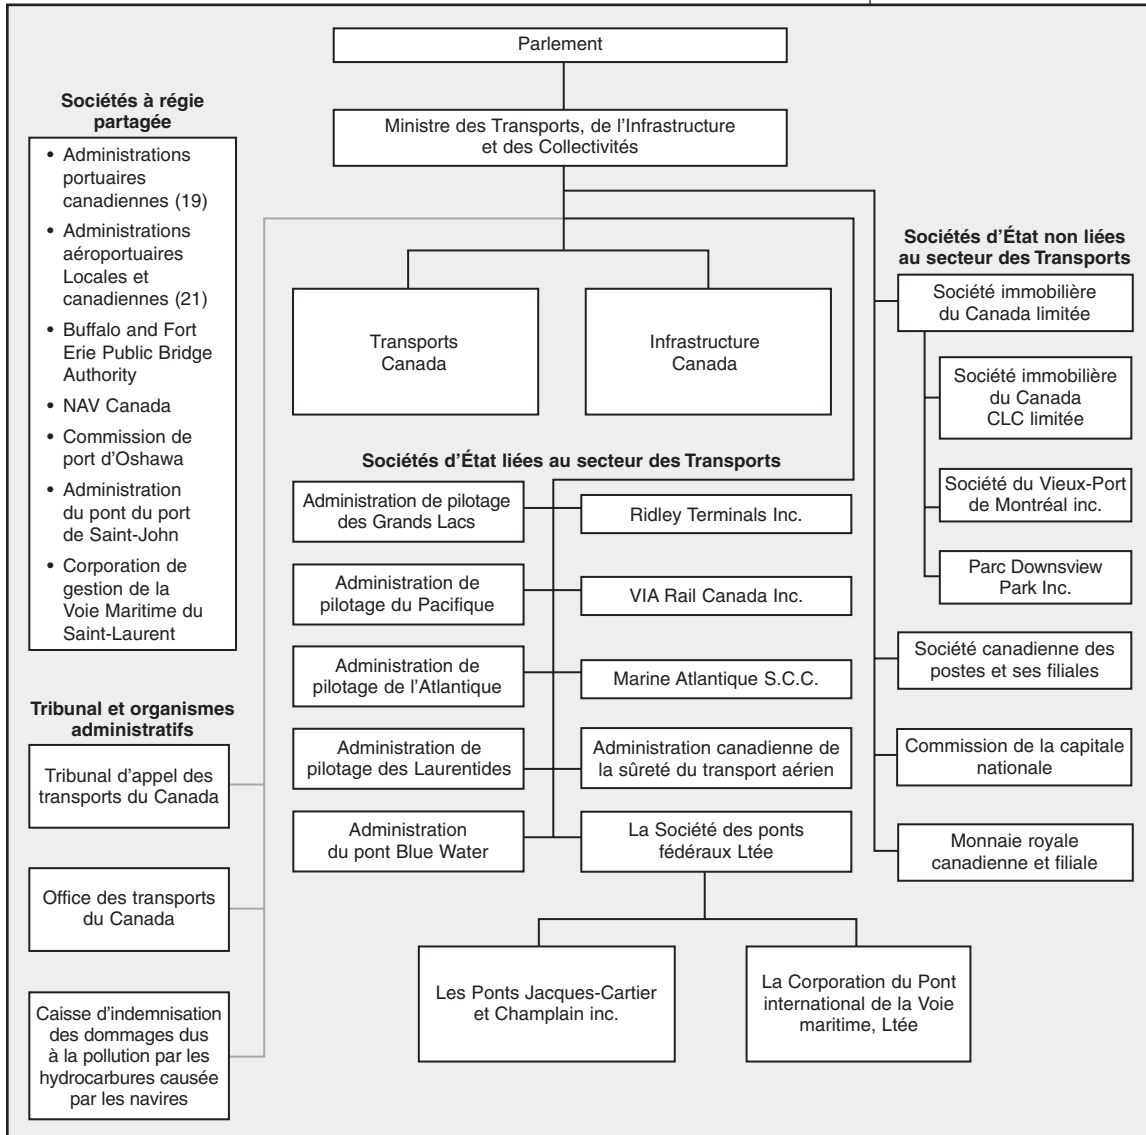 Parlement
Ministre des Transports, de l'Infrastructure
et des Collectivités
Sociétés à régie
partagée
• Administrations
portuaires
canadiennes (19)
• Administrations
aéroportuaires
Locales et
canadiennes (21)
• Buffalo and Fort
Erie Public Bridge
Authority
• NAV Canada
• Commission de
port d'Oshawa
• Administration
du pont du port
de Saint-John
• Corporation de
gestion de la
Voie Maritime du
Saint-Laurent
Tribunal et organismes
administratifs
Tribunal d'appel des
transports du Canada
Office des transports
du Canada
Caisse d'indemnisation
des dommages dus
à la pollution par les
hydrocarbures causée
par les navires
Transports
Canada
Infrastructure
Canada
Sociétés d'État liées au secteur des Transports
Administration de pilotage
des Grands Lacs
Ridley Terminals Inc.
Administration de
pilotage du Pacifique
VIA Rail Canada Inc.
Administration de
pilotage de l'Atlantique
Marine Atlantique S.C.C.
Administration de
pilotage des Laurentides
Administration canadienne de
la sûreté du transport aérien
Administration
du pont Blue Water
La Société des ponts
fédéraux Ltée
Les Ponts Jacques-Cartier
et Champlain inc.
La Corporation du Pont
international de la Voie
maritime, Ltée
Sociétés d'État non liées
au secteur des Transports
Société immobilière
du Canada limitée
Société immobilière
du Canada
CLC limitée
Société du Vieux-Port
de Montréal inc.
Parc Downsview
Park Inc.
Société canadienne des
postes et ses filiales
Commission de la capitale
nationale
Monnaie royale
canadienne et filiale